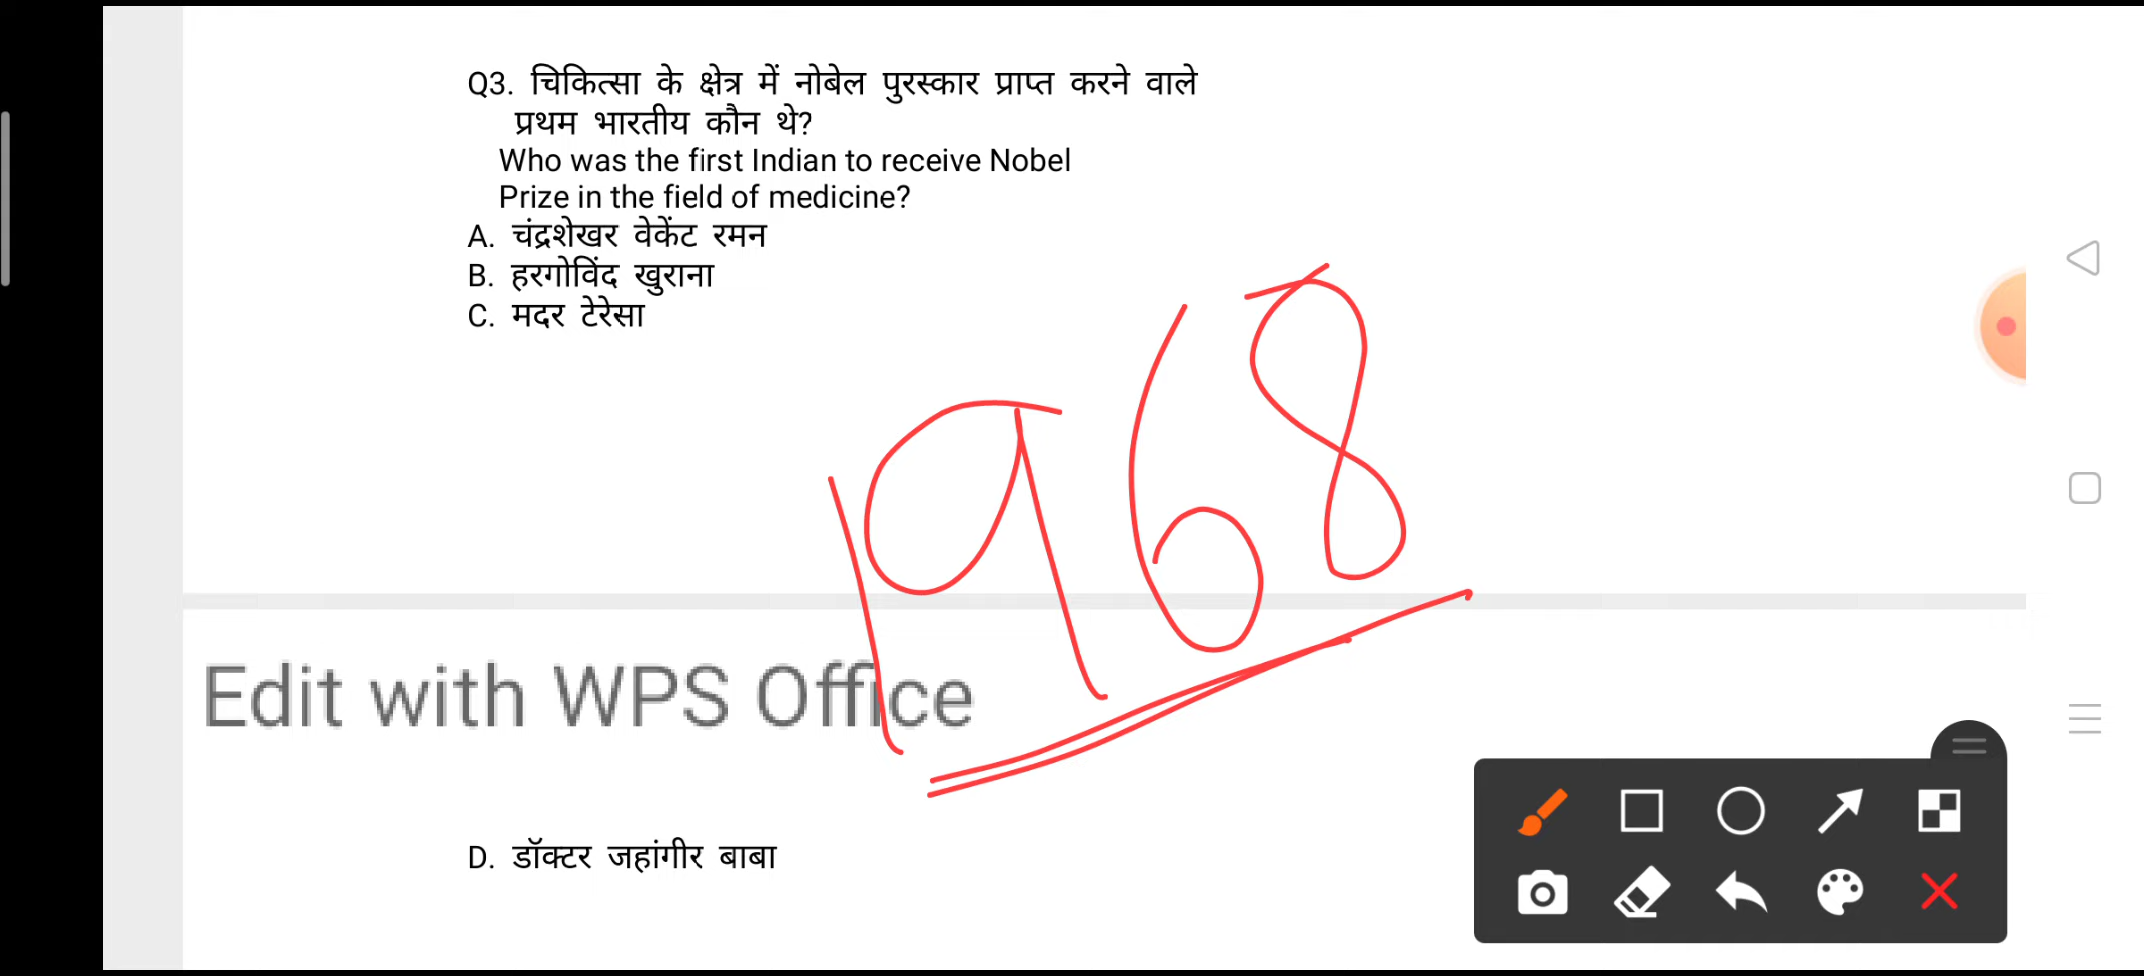 Q3. चिकित्सा के क्षेत्र में नोबेल पुरस्कार प्राप्त करने वाले
प्रथम भारतीय कौन थे?
Who was the first Indian to receive Nobel
Prize in the field of medicine?
A. चंद्रशेखर वेकेंट रमन
B. हरगोविंद खुराना
C. मदर टेरेसा
1968
Edit with WPS Office
D. डॉक्टर जहांगीर बाबा